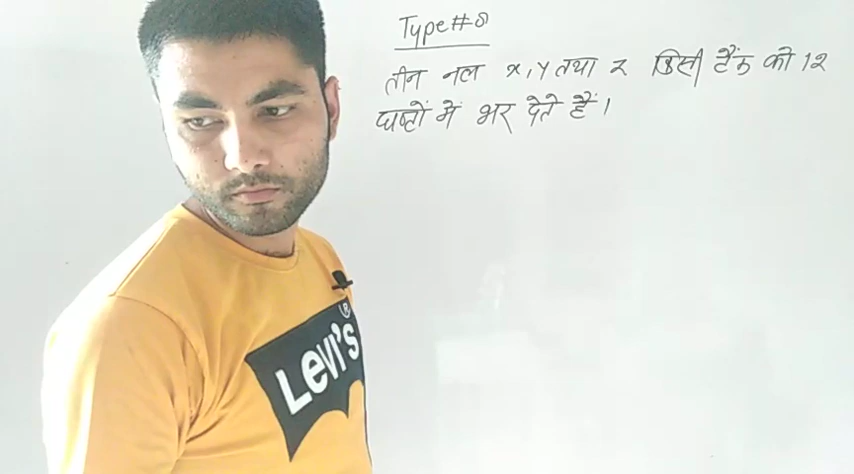 Type#8
तीन नल x, y तथा z किसी टैंक को 12
घण्टों में भर देते हैं।
Levi's